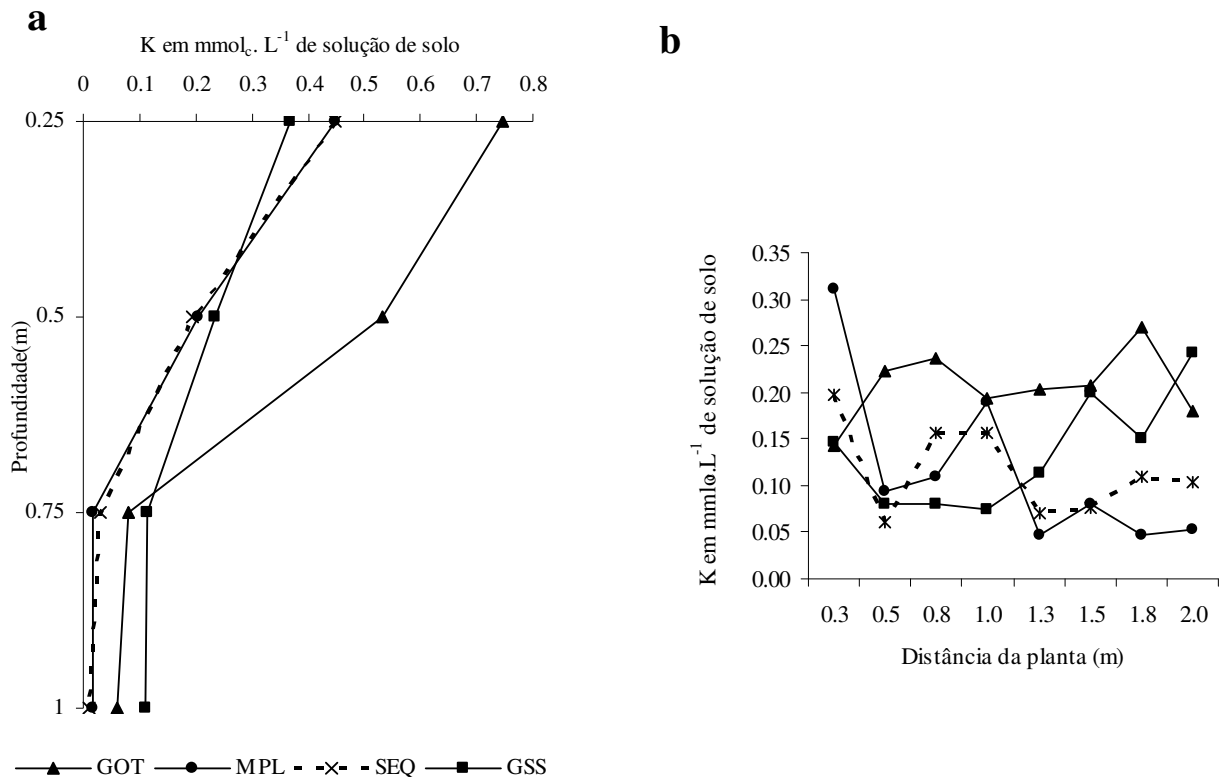 a
K em mmolc. L-1 de solução de solo
0 0.1 0.2 0.3 0.4 0.5 0.6 0.7 0.8
Profundidade(m)
0.25
0.5
0.75
1
GOT MPL SEQ GSS
b
K em mmlo.L-1 de solução de solo
0.35
0.30
0.25
0.20
0.15
0.10
0.05
0.00
0.3 0.5 0.8 1.0 1.3 1.5 1.8 2.0
Distância da planta (m)